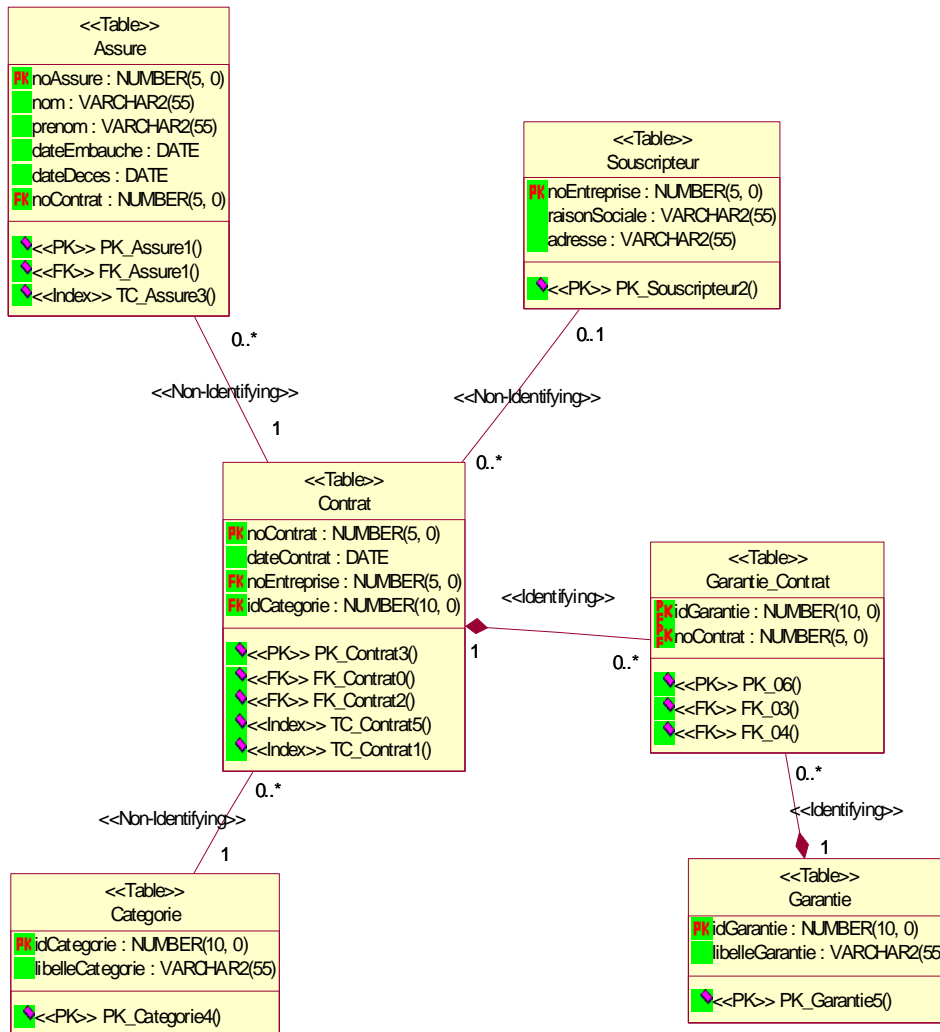 <<Table>>
Assure
PK noAssure : NUMBER(5, 0)
nom : VARCHAR2(55)
prenom : VARCHAR2(55)
dateEmbauche : DATE
dateDeces : DATE
FK noContrat : NUMBER(5, 0)
<<PK>> PK_Assure1()
<<FK>> FK_Assure1()
<<Index>> TC_Assure3()
<<Table>>
Souscripteur
PK noEntreprise : NUMBER(5, 0)
raisonSociale : VARCHAR2(55)
adresse : VARCHAR2(55)
<<PK>> PK_Souscripteur2()
0..*
<<Non-Identifying>>
1
0..1
<<Non-Identifying>>
0..*
<<Table>>
Contrat
PK noContrat : NUMBER(5, 0)
dateContrat : DATE
FK noEntreprise : NUMBER(5, 0)
FK idCategorie : NUMBER(10, 0)
<<PK>> PK_Contrat3()
<<FK>> FK_Contrat0()
<<FK>> FK_Contrat2()
<<Index>> TC_Contrat5()
<<Index>> TC_Contrat1()
<<Identifying>>
1
0..*
<<Table>>
Garantie_Contrat
PFK idGarantie : NUMBER(10, 0)
PFK noContrat : NUMBER(5, 0)
<<PK>> PK_06()
<<FK>> FK_03()
<<FK>> FK_04()
0..*
<<Non-Identifying>>
1
0..*
<<Identifying>>
1
<<Table>>
Categorie
PK idCategorie : NUMBER(10, 0)
libelleCategorie : VARCHAR2(55)
<<PK>> PK_Categorie4()
<<Table>>
Garantie
PK idGarantie : NUMBER(10, 0)
libelleGarantie : VARCHAR2(55
<<PK>> PK_Garantie5()